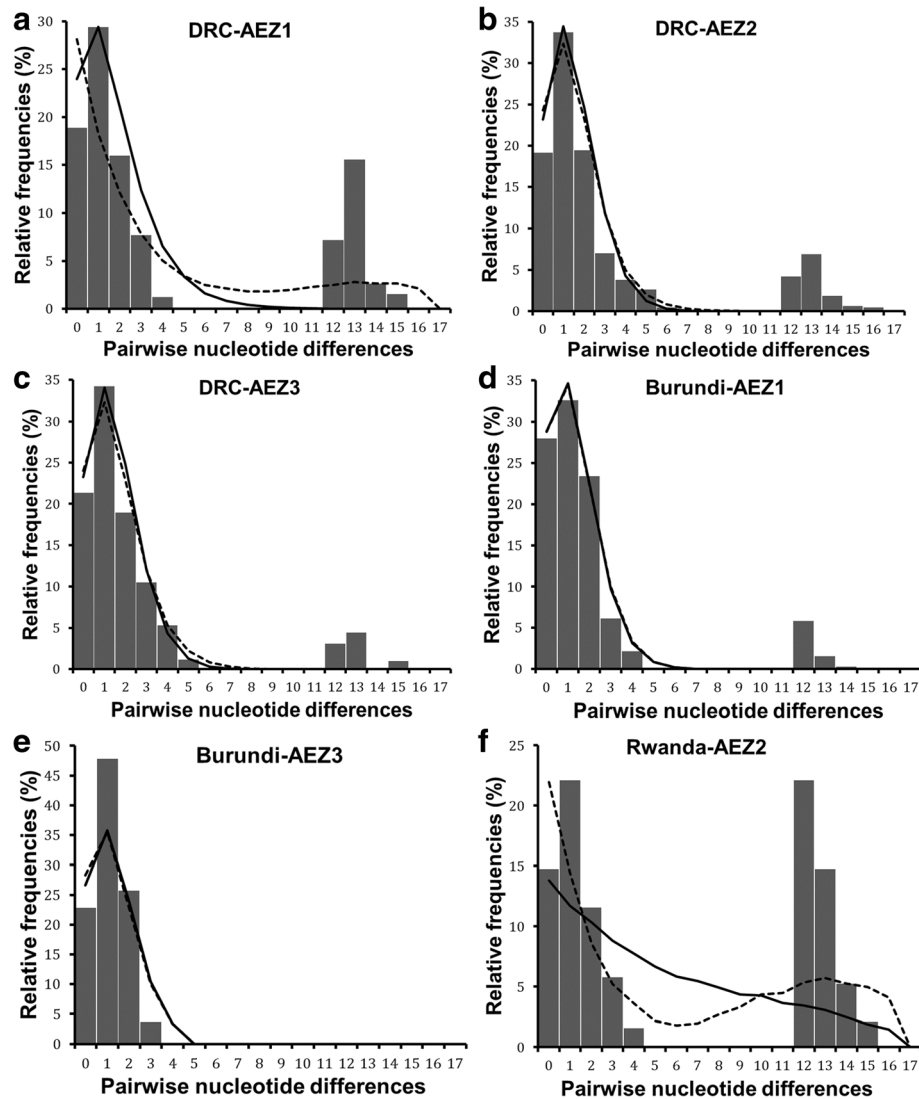 a
DRC-AEZ1
Relative frequencies (%)
30
25
20
15
10
5
0
0 1 2 3 4 5 6 7 8 9 10 11 12 13 14 15 16 17
Pairwise nucleotide differences
b
DRC-AEZ2
Relative frequencies (%)
35
30
25
20
15
10
5
0
0 1 2 3 4 5 6 7 8 9 10 11 12 13 14 15 16 17
Pairwise nucleotide differences
c
DRC-AEZ3
Relative frequencies (%)
35
30
25
20
15
10
5
0
0 1 2 3 4 5 6 7 8 9 10 11 12 13 14 15 16 17
Pairwise nucleotide differences
d
Burundi-AEZ1
Relative frequencies (%)
35
30
25
20
15
10
5
0
0 1 2 3 4 5 6 7 8 9 10 11 12 13 14 15 16 17
Pairwise nucleotide differences
e
Burundi-AEZ3
Relative frequencies (%)
50
45
40
35
30
25
20
15
10
5
0
0 1 2 3 4 5 6 7 8 9 10 11 12 13 14 15 16 17
Pairwise nucleotide differences
f
Rwanda-AEZ2
Relative frequencies (%)
25
20
15
10
5
0
0 1 2 3 4 5 6 7 8 9 10 11 12 13 14 15 16 17
Pairwise nucleotide differences